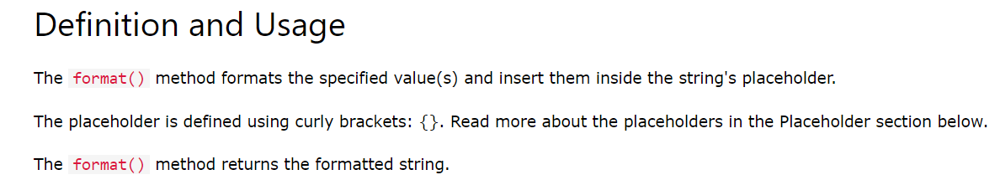 Definition and Usage
The format() method formats the specified value(s) and insert them inside the string's placeholder.
The placeholder is defined using curly brackets: {}. Read more about the placeholders in the Placeholder section below.
The format() method returns the formatted string.